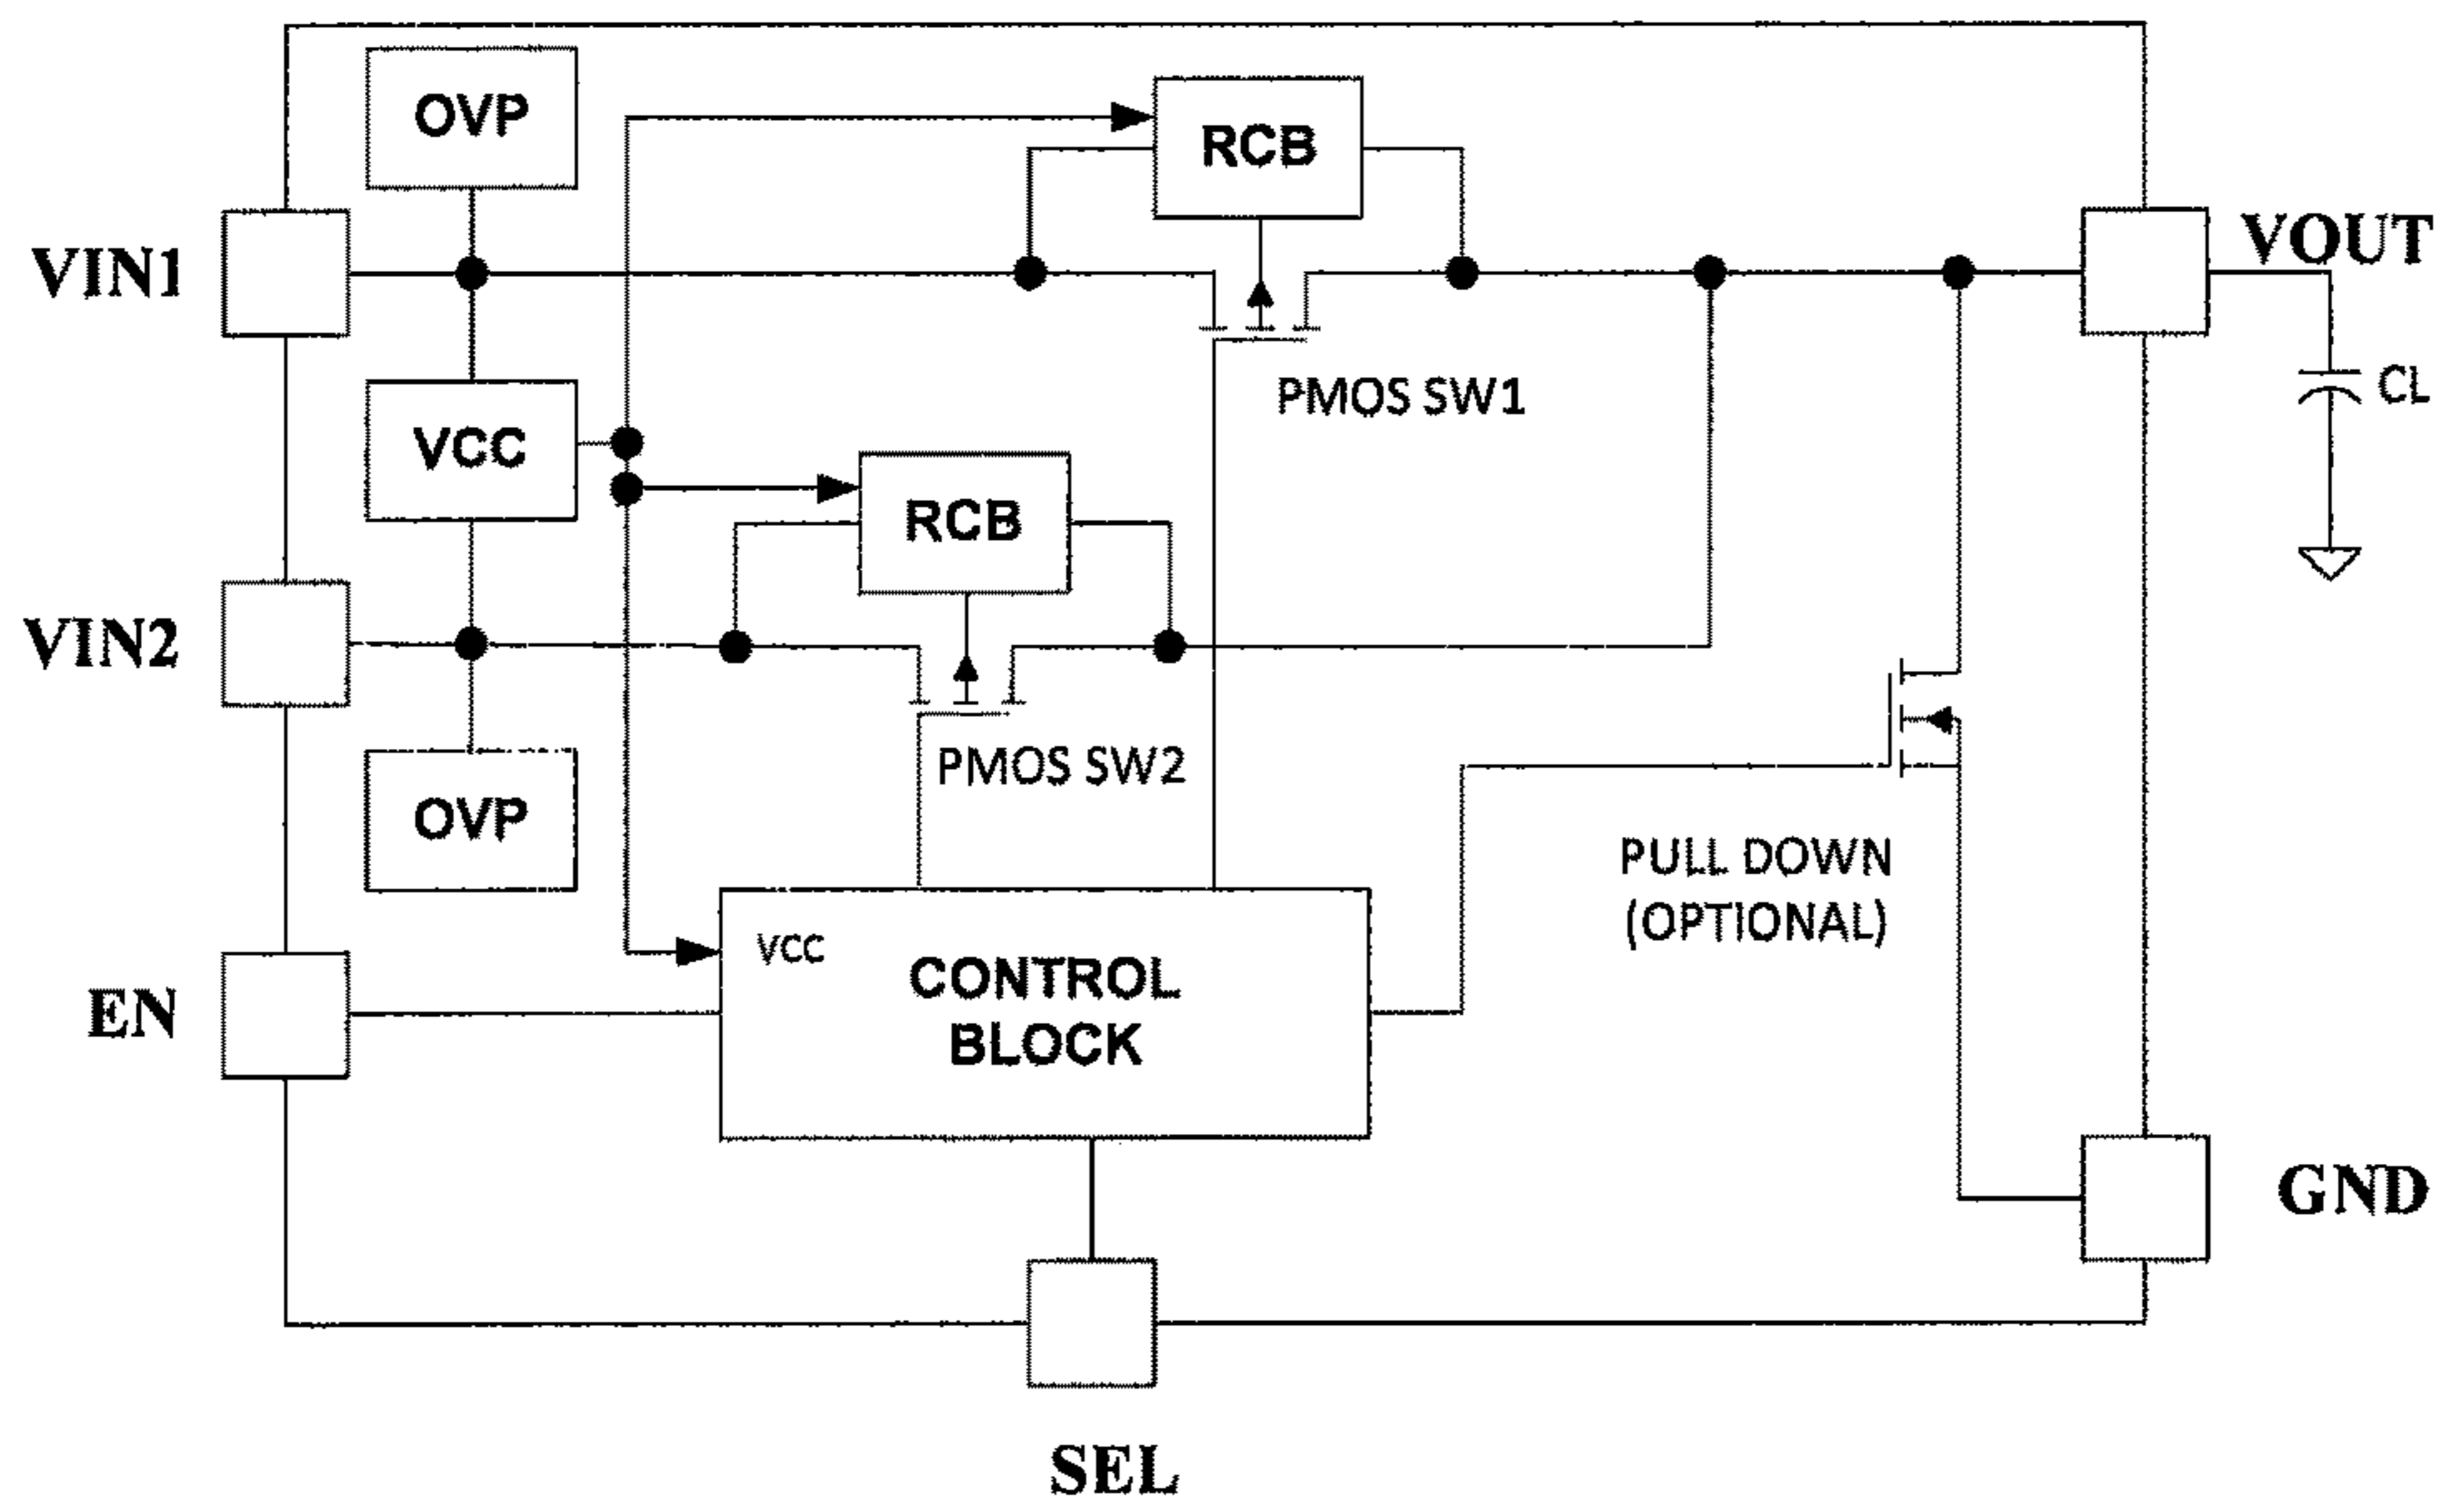 OVP
RCB
VIN1
VOUT
PMOS SW1
CL
VCC
RCB
VIN2
PMOS SW2
OVP
PULL DOWN
(OPTIONAL)
VCC
CONTROL
BLOCK
EN
GND
SEL